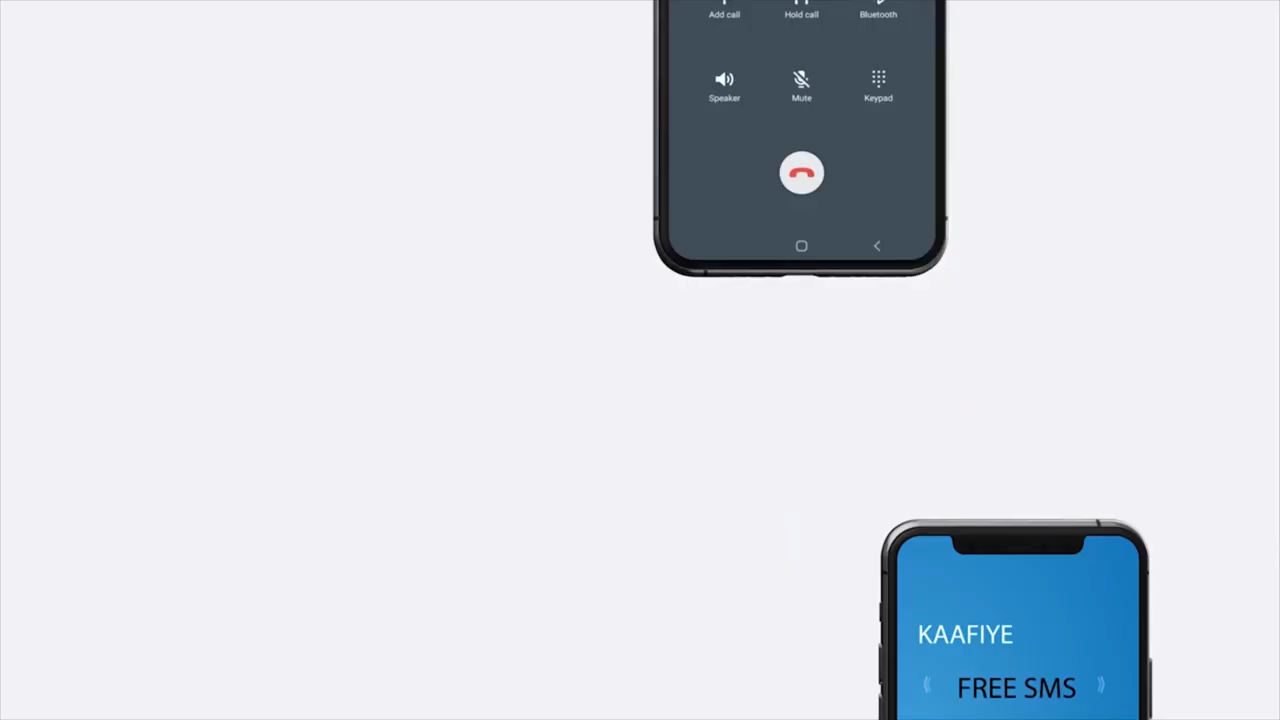 Add call Hold call Bluetooth
Speaker Mute Keypad
KAAFIYE
FREE SMS